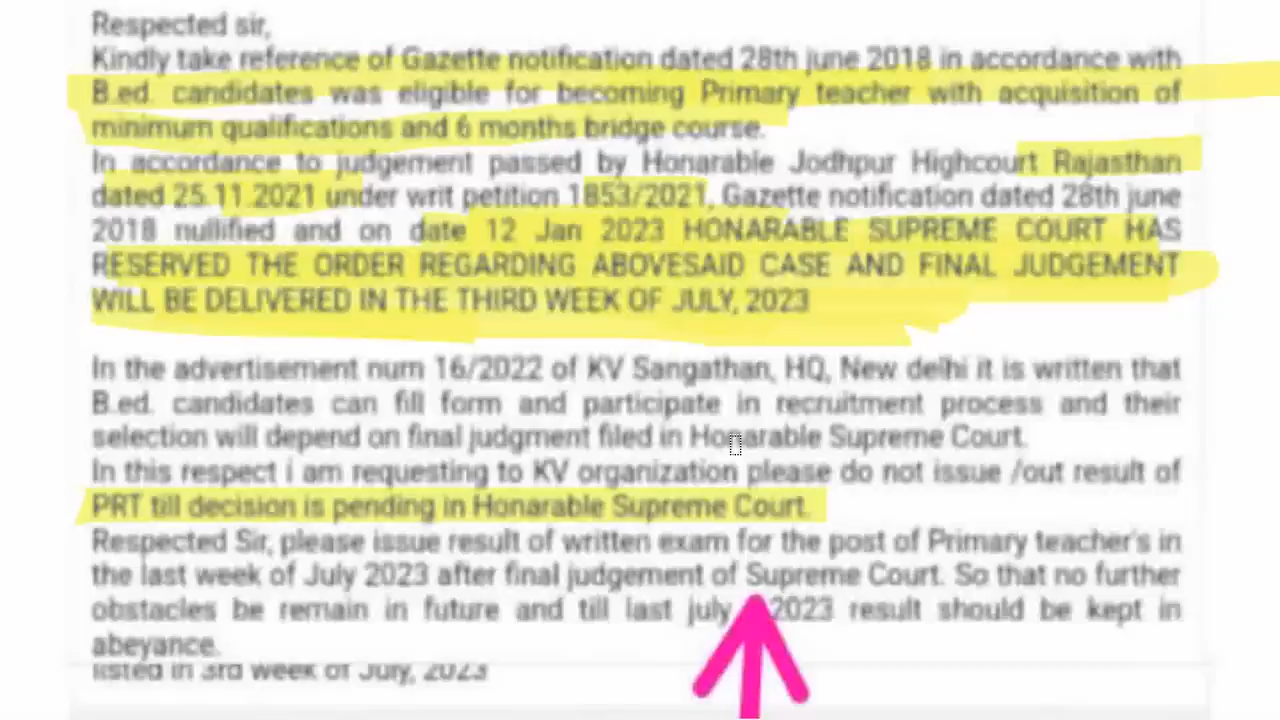 Respected sir,
Kindly take reference of Gazette notification dated 28th june 2018 in accordance with
B.ed. candidates was eligible for becoming Primary teacher with acquisition of
minimum qualifications and 6 months bridge course.
In accordance to judgement passed by Honarable Jodhpur Highcourt Rajasthan
dated 25.11.2021 under writ petition 1853/2021, Gazette notification dated 28th june
2018 nullified and on date 12 Jan 2023 HONARABLE SUPREME COURT HAS
RESERVED THE ORDER REGARDING ABOVESAID CASE AND FINAL JUDGEMENT
WILL BE DELIVERED IN THE THIRD WEEK OF JULY, 2023
In the advertisement num 16/2022 of KV Sangathan, HQ, New delhi it is written that
B.ed. candidates can fill form and participate in recruitment process and their
selection will depend on final judgment filed in Honarable Supreme Court.
In this respect i am requesting to KV organization please do not issue /out result of
PRT till decision is pending in Honarable Supreme Court.
Respected Sir, please issue result of written exam for the post of Primary teacher's in
the last week of July 2023 after final judgement of Supreme Court. So that no further
obstacles be remain in future and till last july 2023 result should be kept in
abeyance.
listed in 3rd week of July, 2023